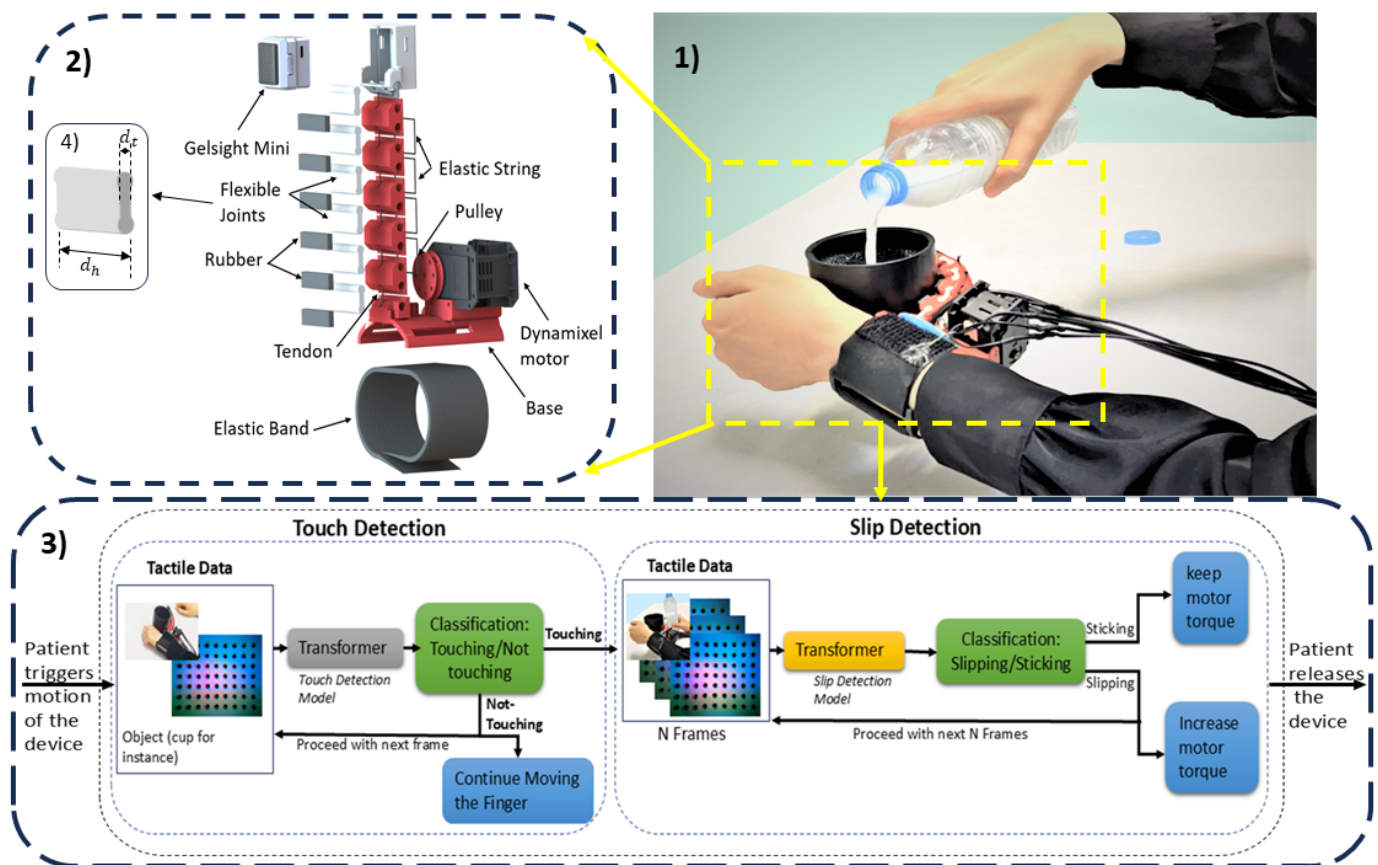 2)
1)
4)
d_t
d_h
Gelsight Mini
Flexible
Joints
Rubber
Tendon
Elastic String
Pulley
Dynamixel
motor
Base
Elastic Band
3)
Touch Detection
Slip Detection
Patient
triggers
motion
of the
device
Tactile Data
Object (cup for
instance)
Transformer
Touch Detection
Model
Classification:
Touching/Not
touching
Touching
Not-
Touching
Proceed with next frame
Continue Moving
the Finger
Tactile Data
N Frames
Transformer
Slip Detection
Model
Classification:
Slipping/Sticking
Sticking
Slipping
Proceed with next N Frames
keep
motor
torque
Increase
motor
torque
Patient
releases
the
device